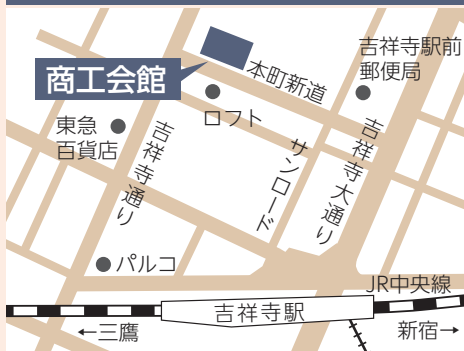 吉祥寺駅前
郵便局
商工会館
本町新道
ロフト
東急
百貨店
吉祥寺通り
サンロード
吉祥寺大通り
パルコ
JR中央線
吉祥寺駅
←三鷹
新宿→